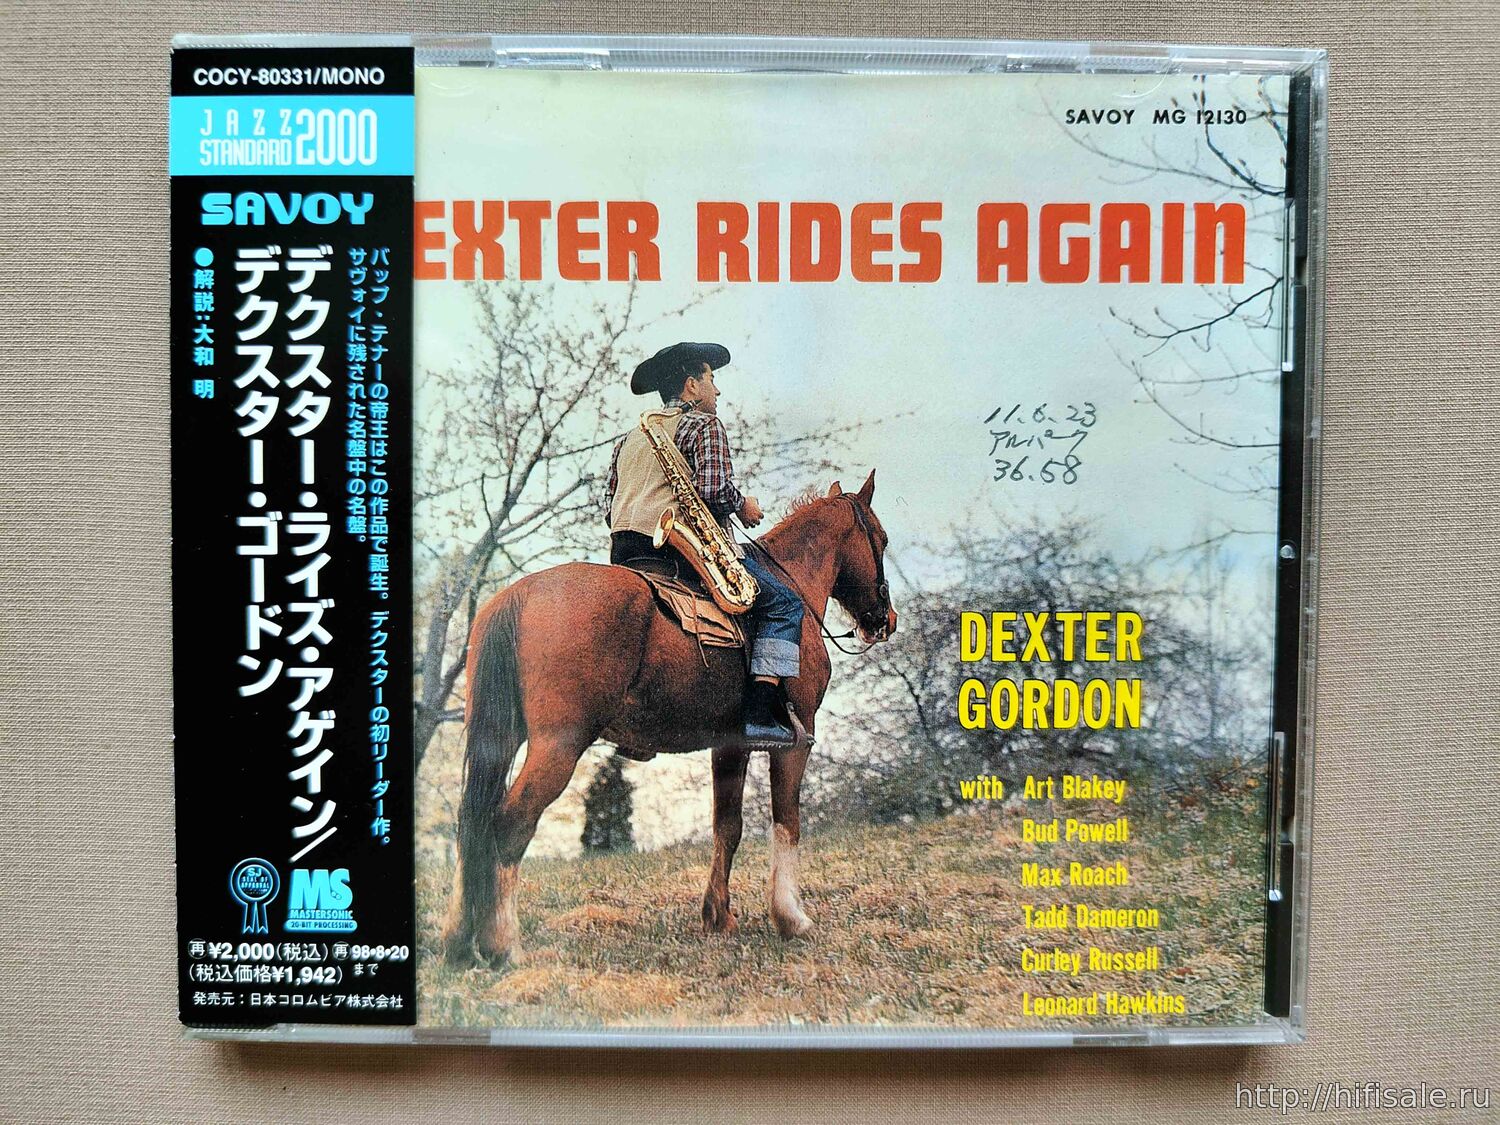 COCY-80331/MONO
JAZZ
STANDARD 2000
SAVOY
バップ・テナーの帝王はこの作品で誕生。デクスターの初リーダー作。
サヴォイに残された名盤中の名盤。
デクスター・ライズ・アゲイン/
デクスター・ゴードン
●解説:大和 明
SJ
SEAL OF
APPROVAL
MS
MASTERSONIC
20-BIT PROCESSING
再¥2,000(税込)再98・8・20
(税込価格¥1,942)まで
発売元:日本コロムビア株式会社
SAVOY MG 12130
EXTER RIDES AGAIN
11.6.23
36.58
DEXTER
GORDON
with Art Blakey
Bud Powell
Max Roach
Tadd Dameron
Curley Russell
Leonard Hawkins
http://hifisale.ru